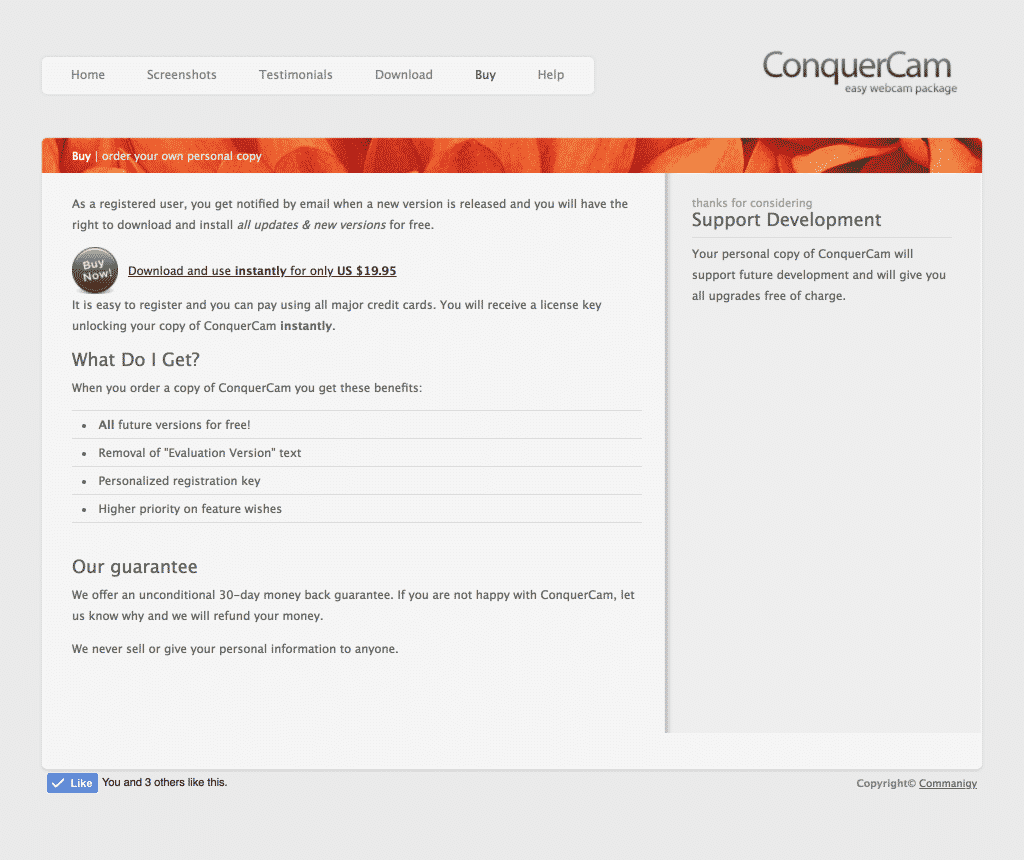 Home Screenshots Testimonials Download Buy Help
ConquerCam
easy webcam package
Buy | order your own personal copy
As a registered user, you get notified by email when a new version is released and you will have the
right to download and install all updates & new versions for free.
Buy
Now!
Download and use instantly for only US $19.95
It is easy to register and you can pay using all major credit cards. You will receive a license key
unlocking your copy of ConquerCam instantly.
What Do I Get?
When you order a copy of ConquerCam you get these benefits:
• All future versions for free!
• Removal of "Evaluation Version" text
• Personalized registration key
• Higher priority on feature wishes
Our guarantee
We offer an unconditional 30-day money back guarantee. If you are not happy with ConquerCam, let
us know why and we will refund your money.
We never sell or give your personal information to anyone.
thanks for considering
Support Development
Your personal copy of ConquerCam will
support future development and will give you
all upgrades free of charge.
Like You and 3 others like this.
Copyright© Commanigy